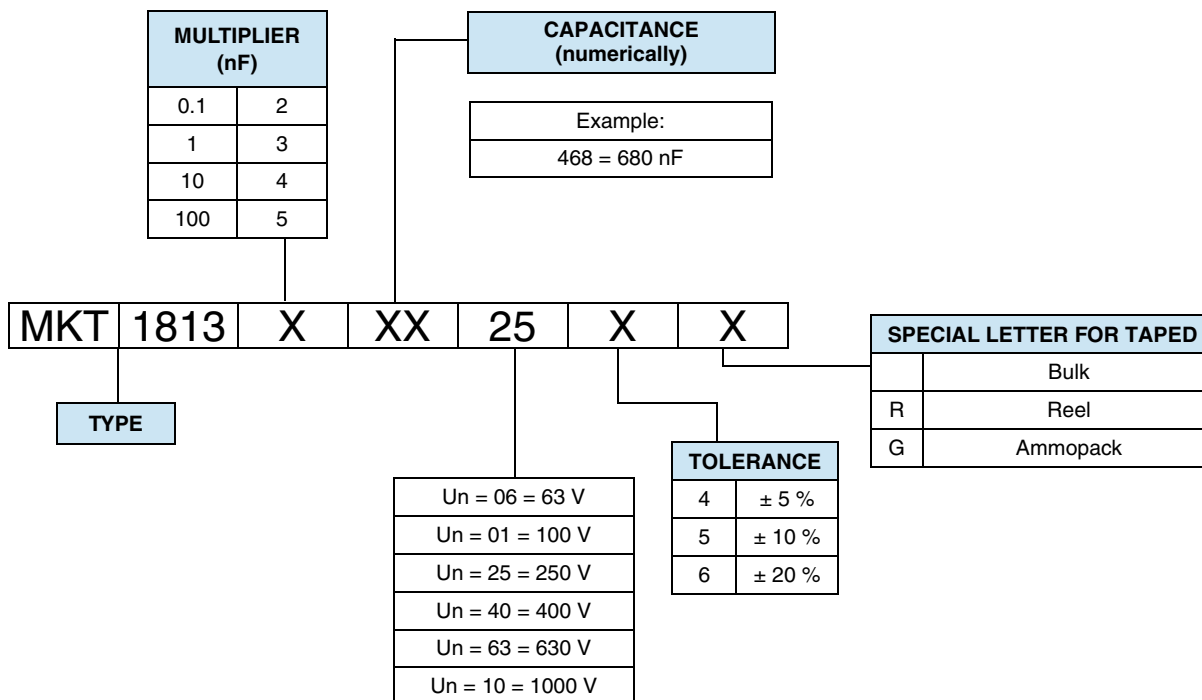 MULTIPLIER
(nF)
0.1 2
1 3
10 4
100 5
CAPACITANCE
(numerically)
Example:
468 = 680 nF
MKT 1813 X XX 25 X X
TYPE
Un = 06 = 63 V
Un = 01 = 100 V
Un = 25 = 250 V
Un = 40 = 400 V
Un = 63 = 630 V
Un = 10 = 1000 V
TOLERANCE
4 ± 5 %
5 ± 10 %
6 ± 20 %
SPECIAL LETTER FOR TAPED
Bulk
R Reel
G Ammopack